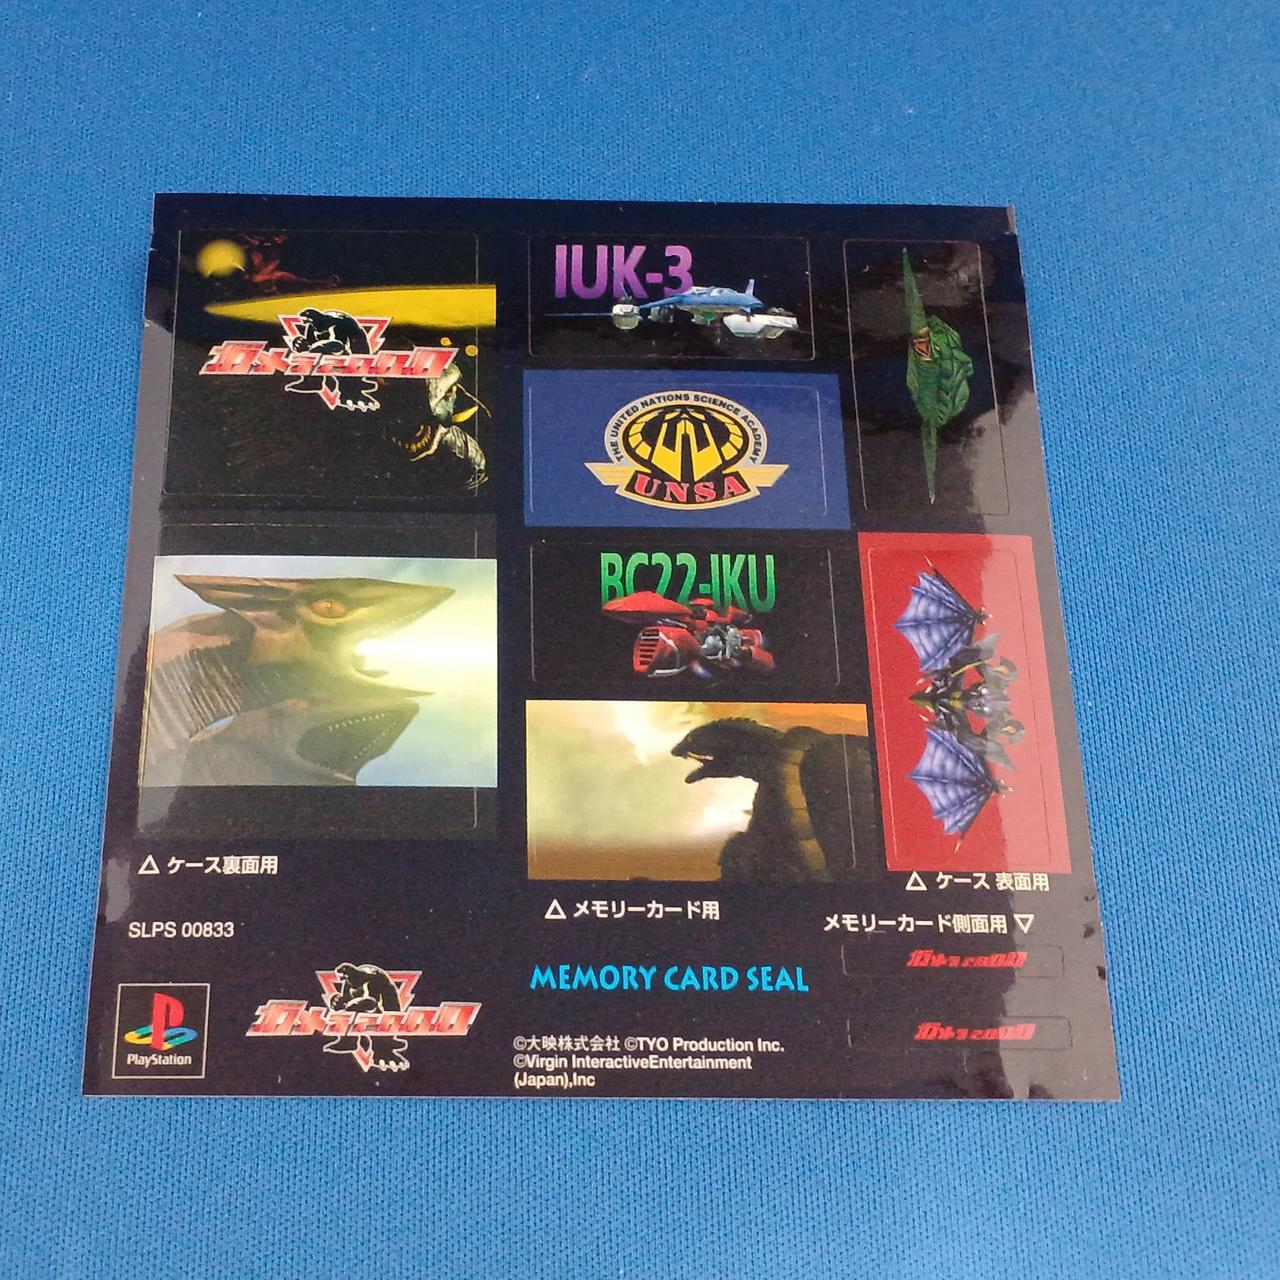 ガメラ2000
IUK-3
THE UNITED NATIONS SCIENCE ACADEMY
UNSA
BC22-IKU
△ ケース裏面用
△ メモリーカード用
△ ケース 表面用
メモリーカード側面用 ▽
SLPS 00833
MEMORY CARD SEAL
ガメラ2000
ガメラ2000
ガメラ2000
PlayStation
©大映株式会社 ©TYO Production Inc.
©Virgin InteractiveEntertainment
(Japan),Inc